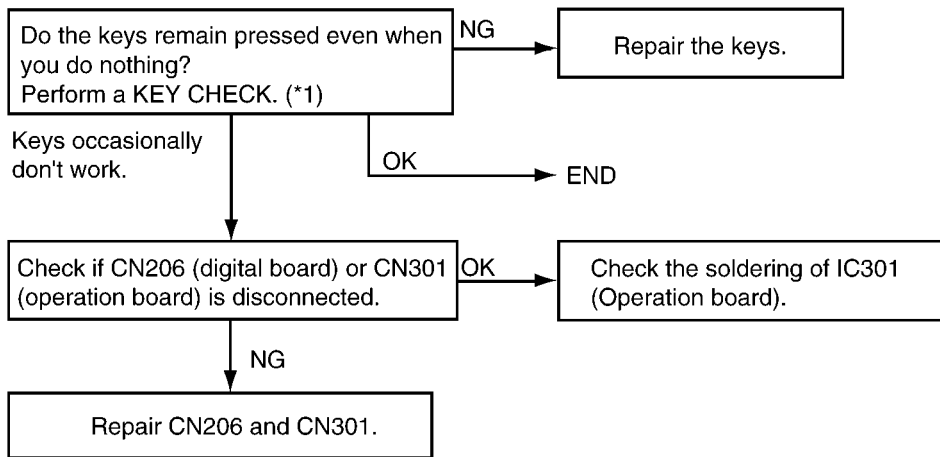 Do the keys remain pressed even when
you do nothing?
Perform a KEY CHECK. (*1)
NG
Repair the keys.
Keys occasionally
don't work.
OK
END
Check if CN206 (digital board) or CN301
(operation board) is disconnected.
OK
Check the soldering of IC301
(Operation board).
NG
Repair CN206 and CN301.